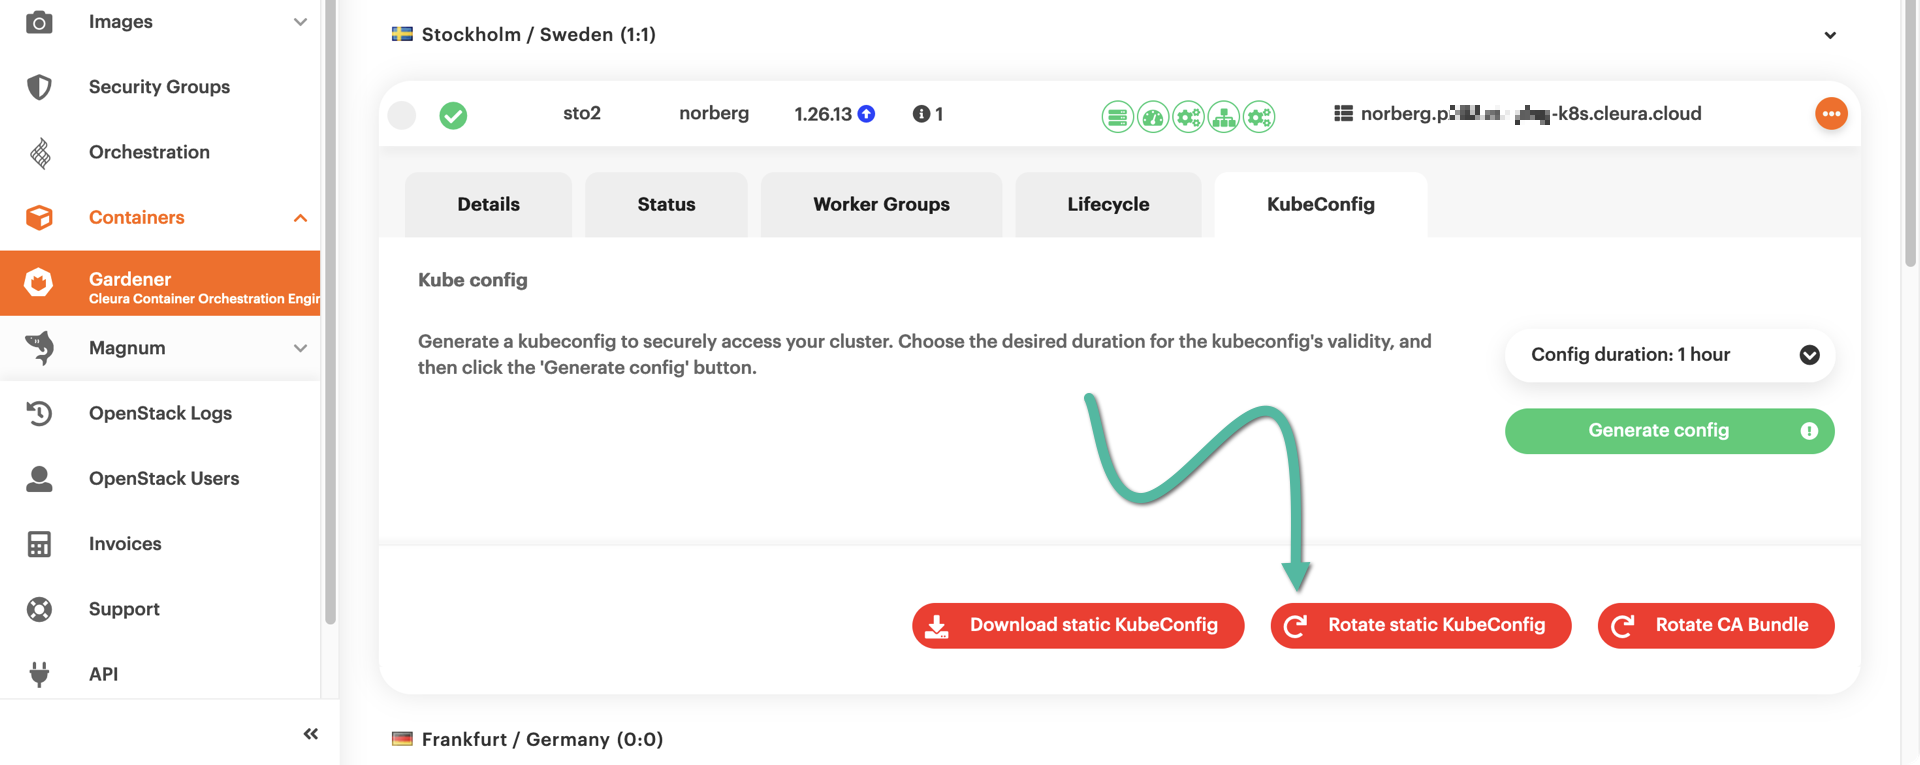 Images
Security Groups
Orchestration
Containers
Gardener
Cleura Container Orchestration
Magnum
OpenStack Logs
OpenStack Users
Invoices
Support
API
Stockholm / Sweden (1:1)
sto2 norberg 1.26.13 1 norberg.p -k8s.cleura.cloud
Details Status Worker Groups Lifecycle KubeConfig
Kube config
Generate a kubeconfig to securely access your cluster. Choose the desired duration for the kubeconfig's validity, and
then click the 'Generate config' button.
Config duration: 1 hour
Generate config
Download static KubeConfig Rotate static KubeConfig Rotate CA Bundle
Frankfurt / Germany (0:0)